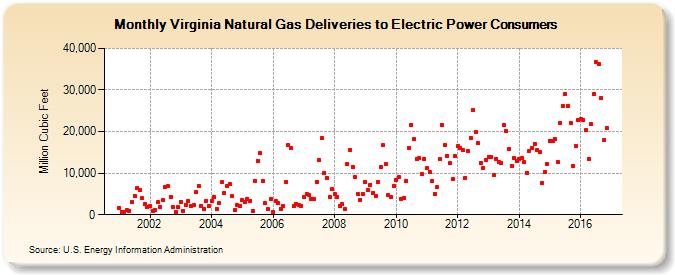 Monthly Virginia Natural Gas Deliveries to Electric Power Consumers
Million Cubic Feet
40,000
30,000
20,000
10,000
0
2002 2004 2006 2008 2010 2012 2014 2016
Source: U.S. Energy Information Administration